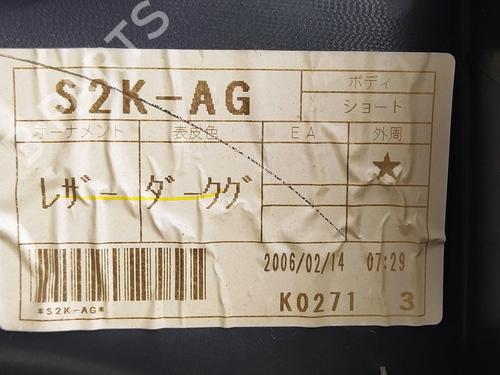 S2K-AG
ボディ
ショート
オーナメント 表皮色 EA 外周
レザー ダークグ ★
2006/02/14 07:29
*S2K-AG*
K0271 3